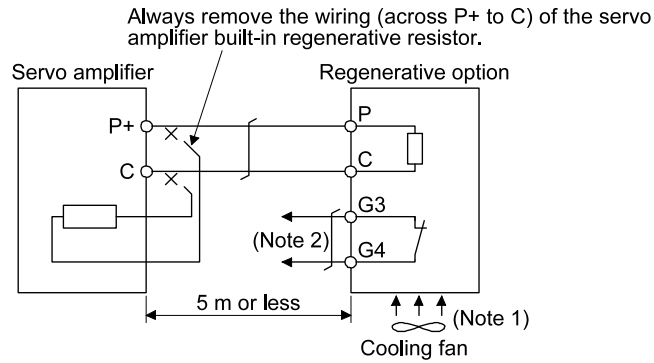 Always remove the wiring (across P+ to C) of the servo
amplifier built-in regenerative resistor.
Servo amplifier
Regenerative option
P+
P
C
C
G3
(Note 2)
G4
5 m or less
(Note 1)
Cooling fan